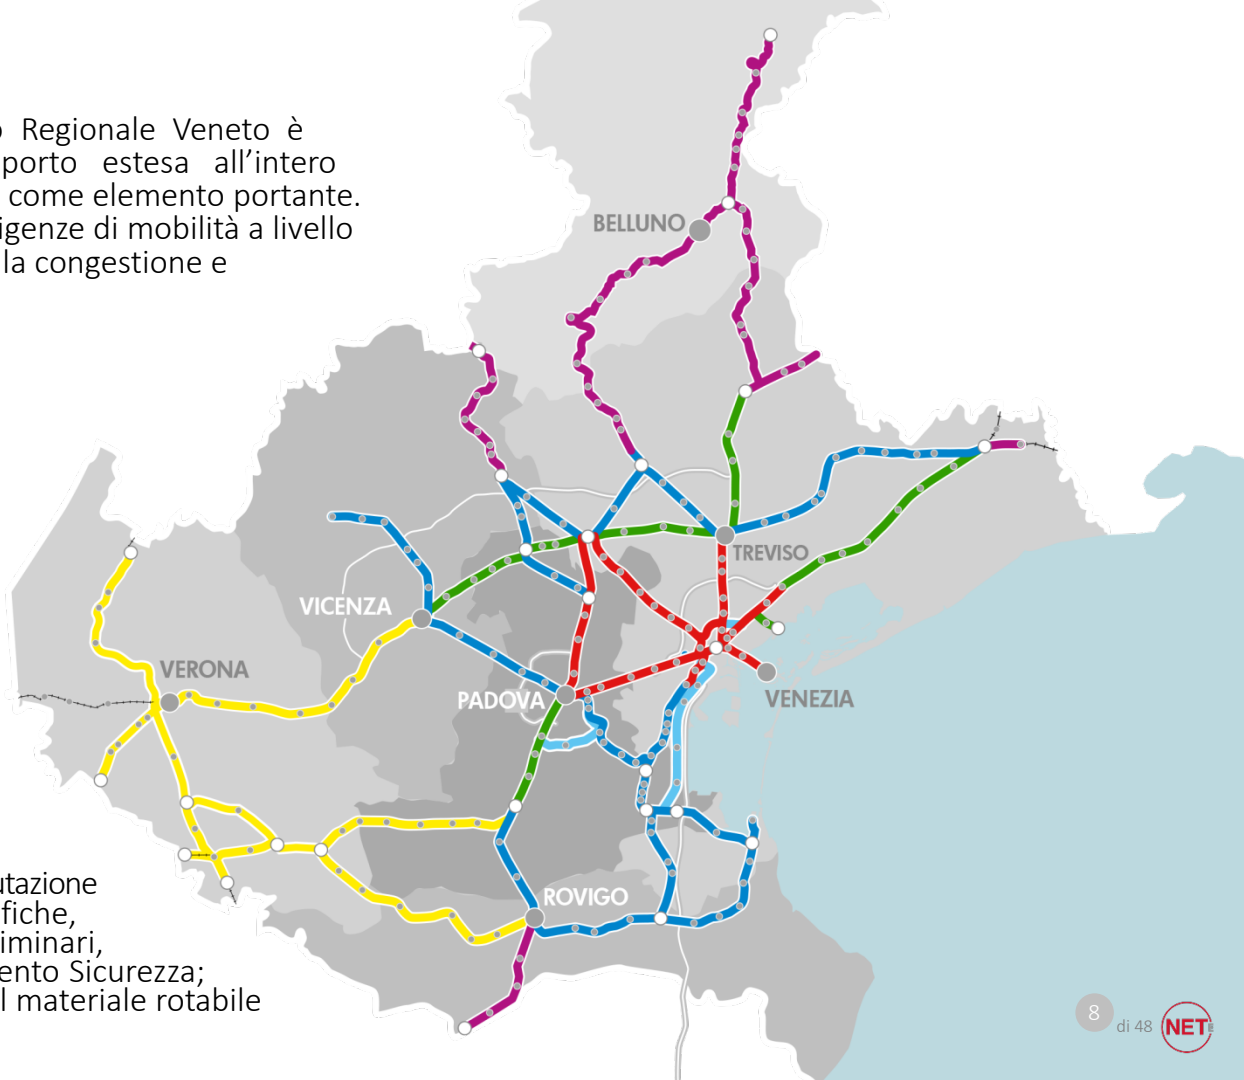 Regionale Veneto è
porto estesa all’intero
come elemento portante.
igenze di mobilità a livello
la congestione e
BELLUNO
TREVISO
VICENZA
VERONA
PADOVA
VENEZIA
ROVIGO
utazione
fiche,
iminari,
ento Sicurezza;
l materiale rotabile
8
di 48
NET